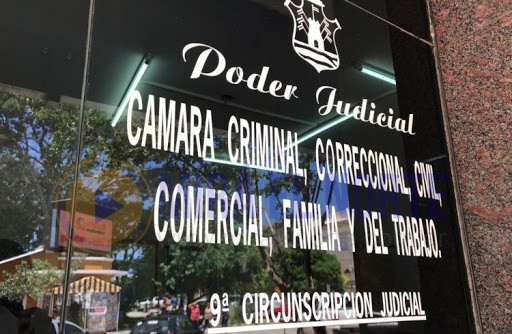 Poder Judicial
CAMARA CRIMINAL, CORRECCIONAL, CIVIL,
COMERCIAL, FAMILIA Y DEL TRABAJO.
9ª CIRCUNSCRIPCION JUDICIAL